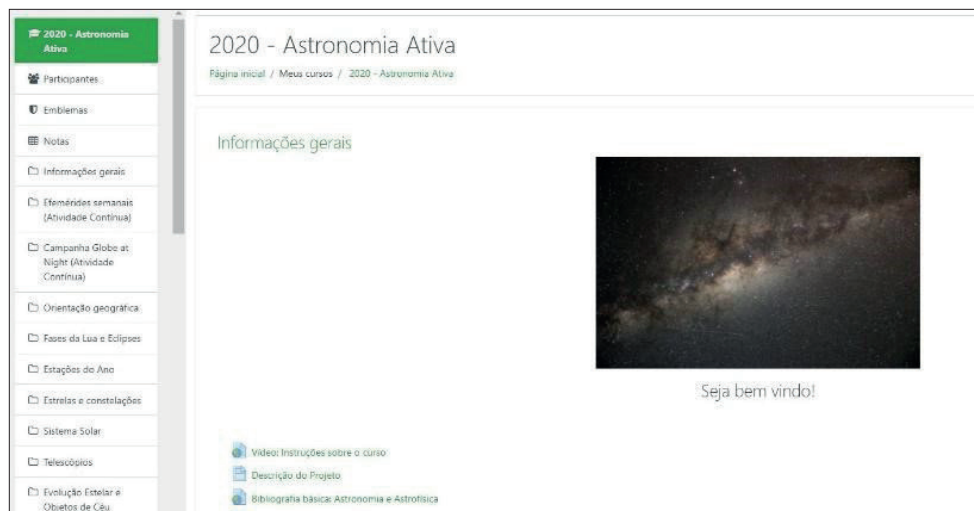 2020 - Astronomia
Ativa
Participantes
Emblemas
Notas
Informações gerais
Efemérides semanais
(Atividade Contínua)
Campanha Globe at
Night (Atividade
Contínua)
Orientação geográfica
Fases da Lua e Eclipses
Estações do Ano
Estrelas e constelações
Sistema Solar
Telescópios
Evolução Estelar e
Objetos de Céu
2020 - Astronomia Ativa
Página inicial / Meus cursos / 2020 - Astronomia Ativa
Informações gerais
Seja bem vindo!
Vídeo: Instruções sobre o curso
Descrição do Projeto
Bibliografia básica: Astronomia e Astrofísica